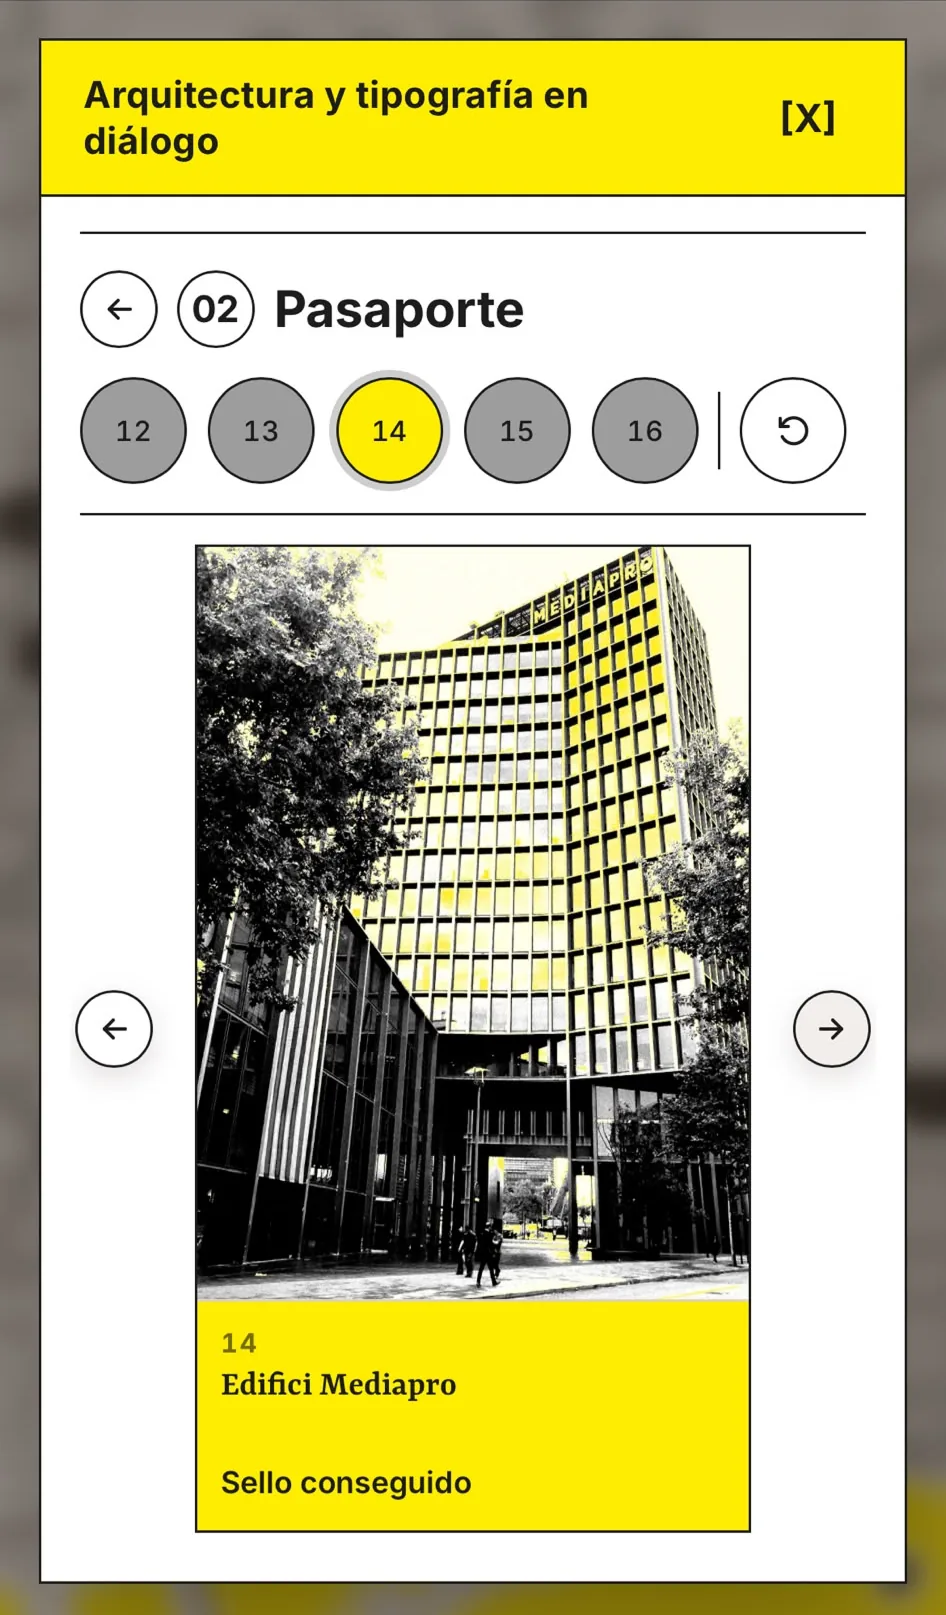 Arquitectura y tipografía en
diálogo
[X]
02 Pasaporte
12 13 14 15 16
MEDIAPRO
14
Edifici Mediapro
Sello conseguido